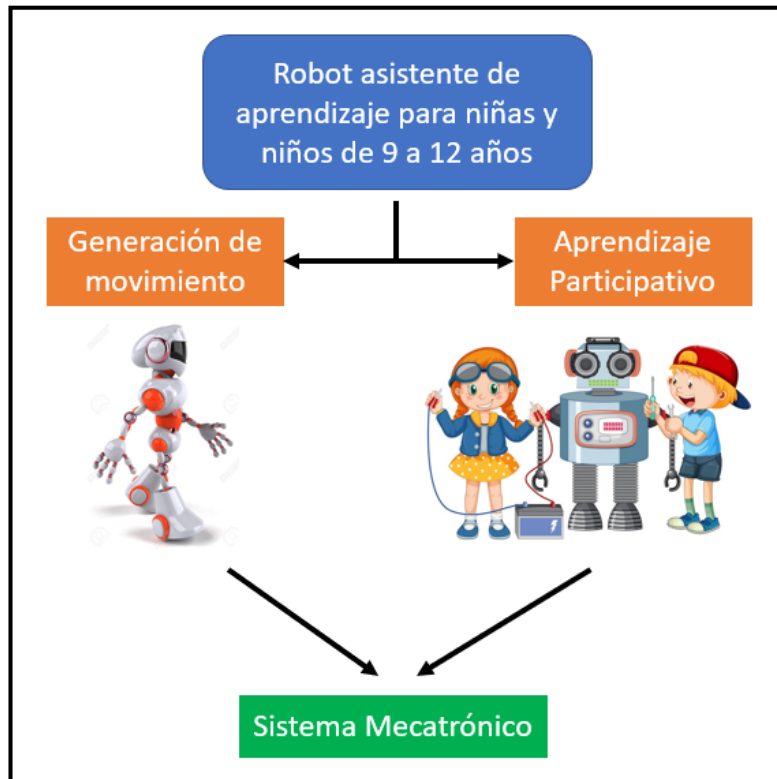 Robot asistente de
aprendizaje para niñas y
niños de 9 a 12 años
Generación de
movimiento
Aprendizaje
Participativo
Sistema Mecatrónico